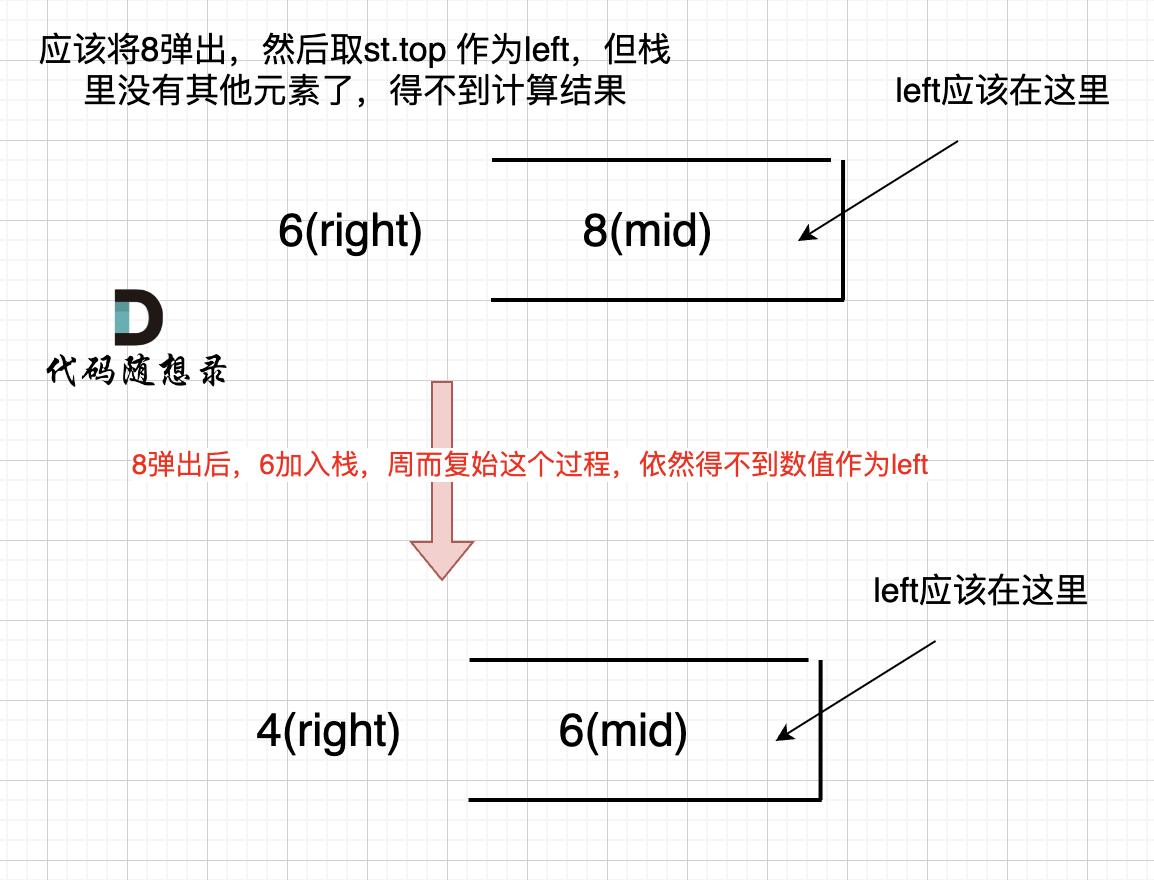 应该将8弹出，然后取st.top 作为left，但栈
里没有其他元素了，得不到计算结果
left应该在这里
6(right)
8(mid)
代码随想录
8弹出后，6加入栈，周而复始这个过程，依然得不到数值作为left
left应该在这里
4(right)
6(mid)